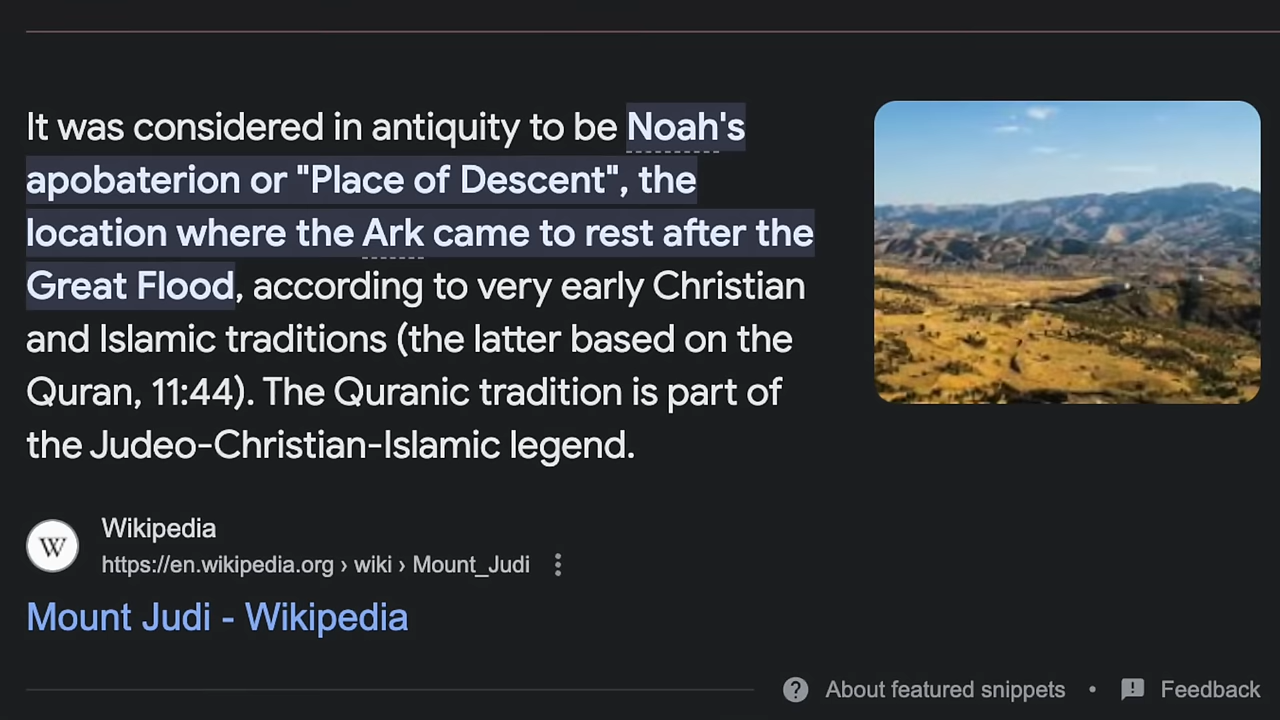 It was considered in antiquity to be Noah's
apobaterion or "Place of Descent", the
location where the Ark came to rest after the
Great Flood, according to very early Christian
and Islamic traditions (the latter based on the
Quran, 11:44). The Quranic tradition is part of
the Judeo-Christian-Islamic legend.
W
Wikipedia
https://en.wikipedia.org › wiki › Mount_Judi
Mount Judi - Wikipedia
About featured snippets • Feedback